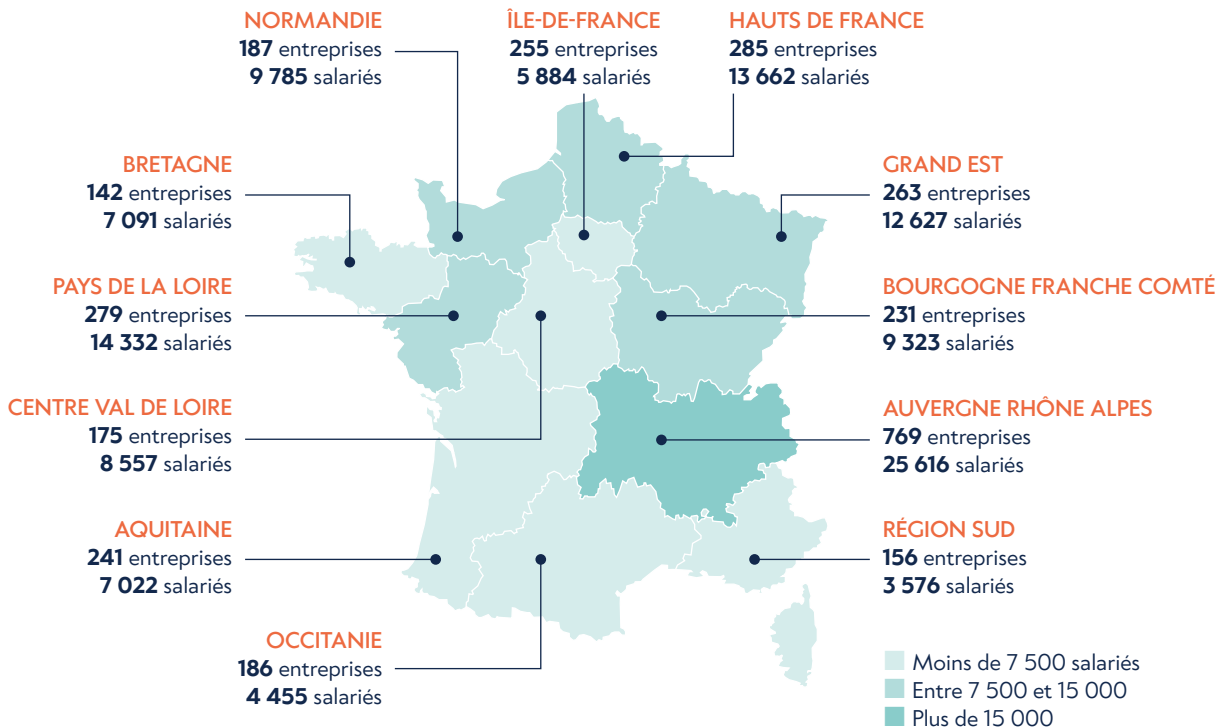 NORMANDIE
187 entreprises
9 785 salariés
ÎLE-DE-FRANCE
255 entreprises
5 884 salariés
HAUTS DE FRANCE
285 entreprises
13 662 salariés
BRETAGNE
142 entreprises
7 091 salariés
GRAND EST
263 entreprises
12 627 salariés
PAYS DE LA LOIRE
279 entreprises
14 332 salariés
BOURGOGNE FRANCHE COMTÉ
231 entreprises
9 323 salariés
CENTRE VAL DE LOIRE
175 entreprises
8 557 salariés
AUVERGNE RHÔNE ALPES
769 entreprises
25 616 salariés
AQUITAINE
241 entreprises
7 022 salariés
RÉGION SUD
156 entreprises
3 576 salariés
OCCITANIE
186 entreprises
4 455 salariés
Moins de 7 500 salariés
Entre 7 500 et 15 000
Plus de 15 000